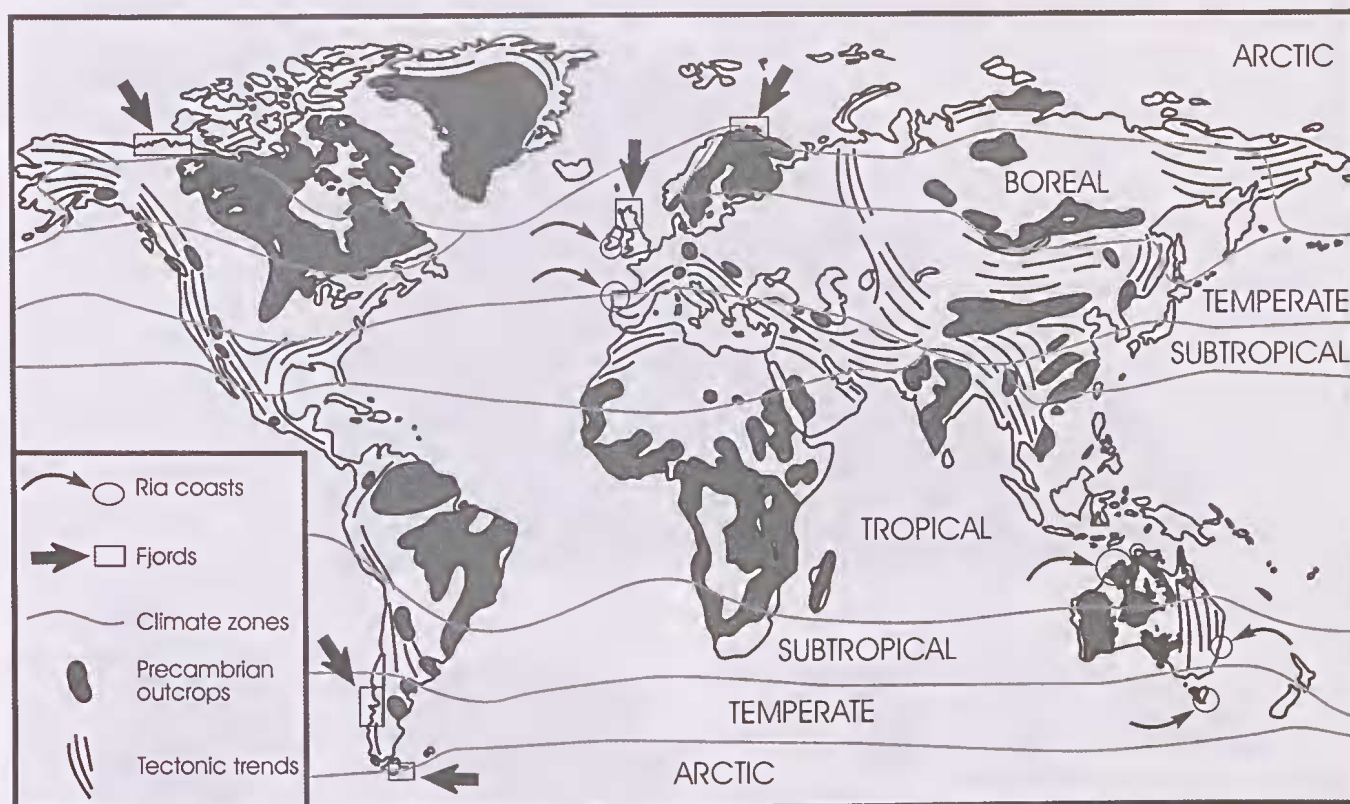 ARCTIC
BOREAL
TEMPERATE
SUBTROPICAL
TROPICAL
SUBTROPICAL
TEMPERATE
ARCTIC
Ria coasts
Fjords
Climate zones
Precambrian
outcrops
Tectonic trends